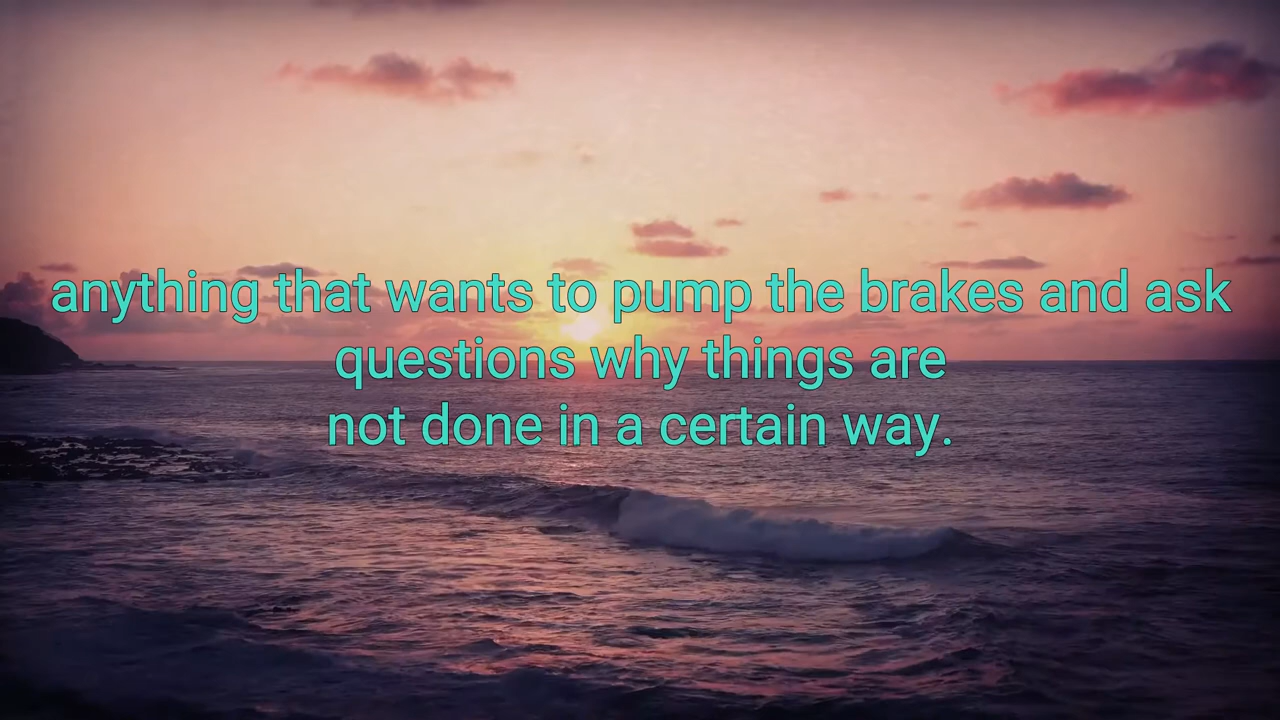 anything that wants to pump the brakes and ask
questions why things are
not done in a certain way.